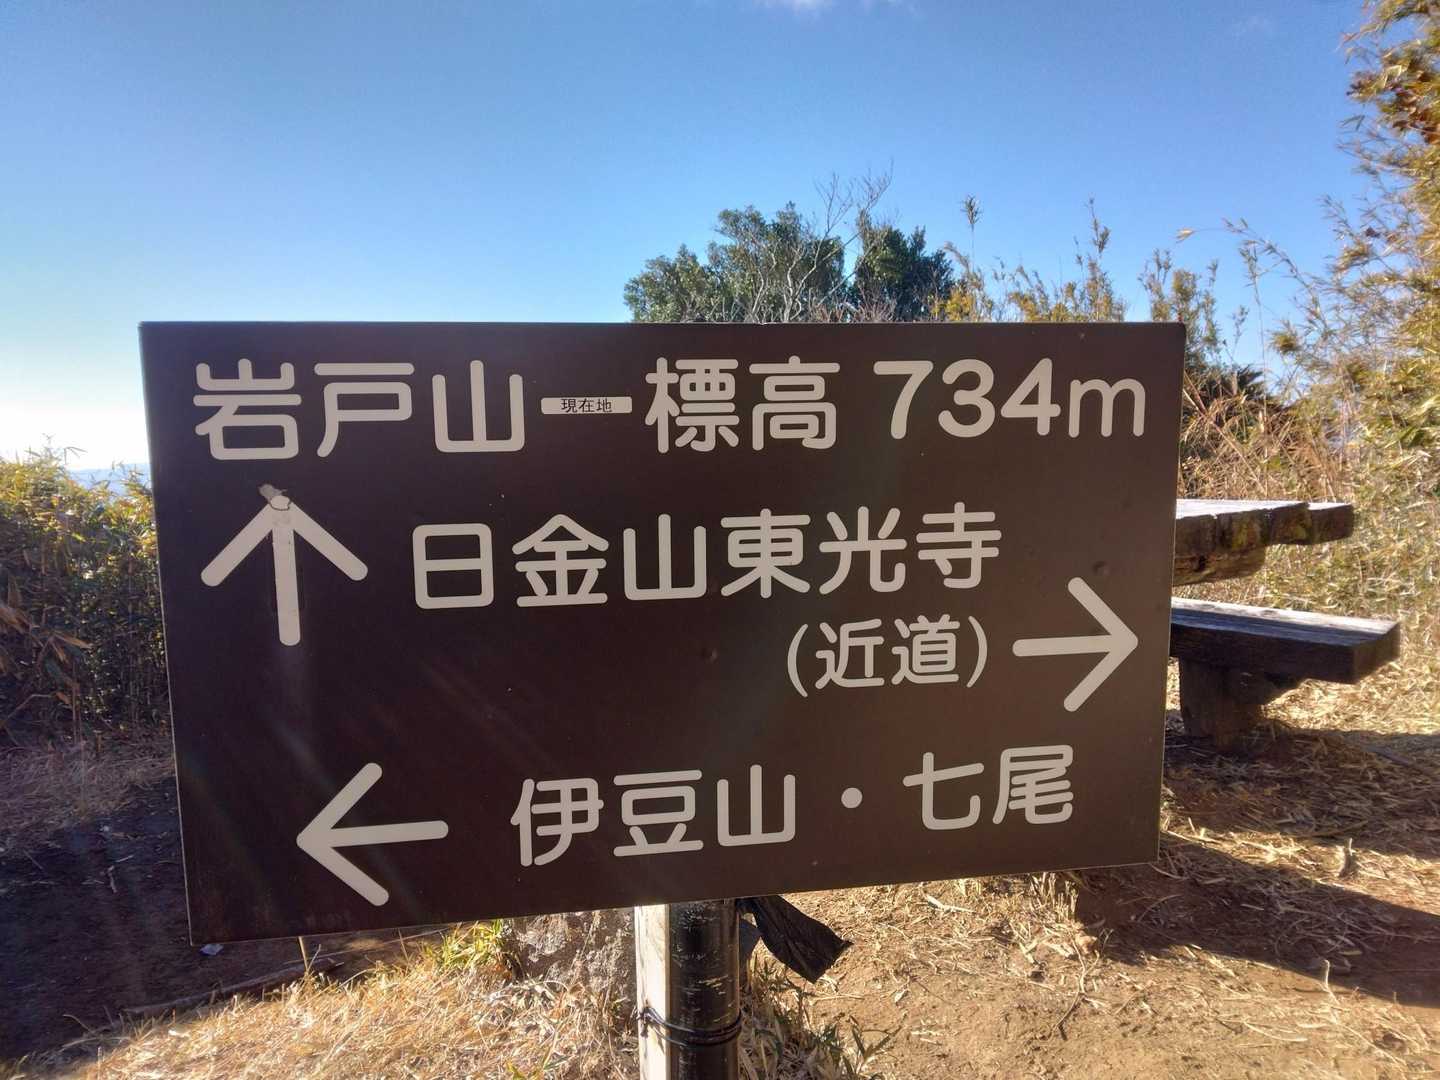 岩戸山ー標高 734m
現在地
日金山東光寺
(近道)
伊豆山・七尾